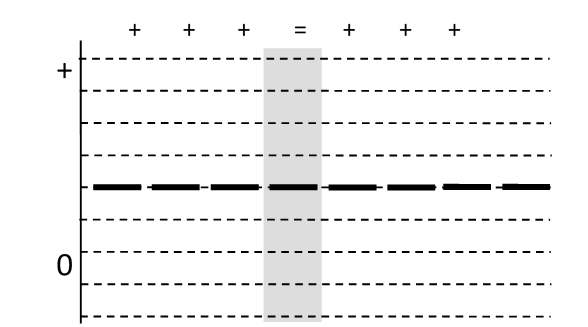 + + + = + + +
+
0